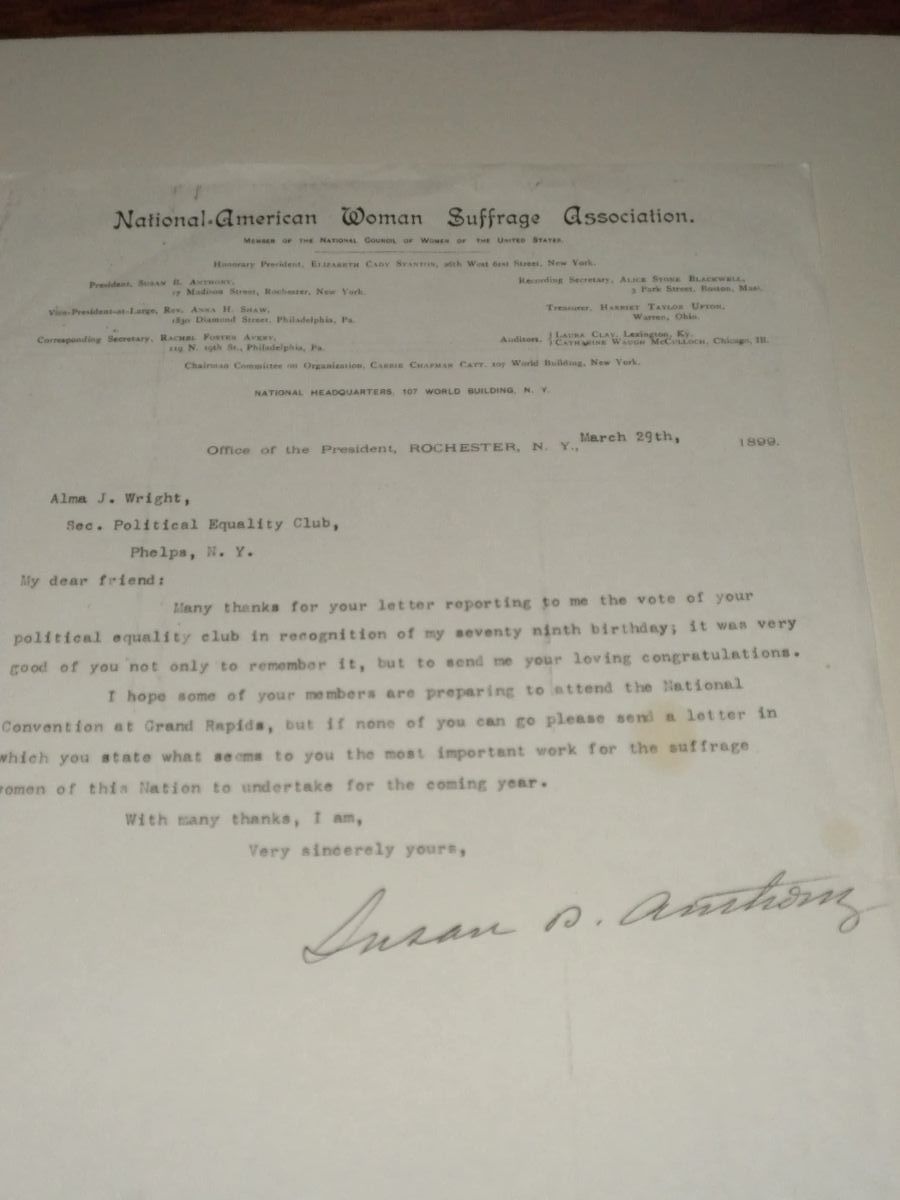 National-American Woman Suffrage Association.
MEMBER OF THE NATIONAL COUNCIL OF WOMEN OF THE UNITED STATES.
Honorary President, ELIZABETH CADY STANTON, 26th West 61st Street, New York.
President, SUSAN B. ANTHONY,
17 Madison Street, Rochester, New York.
Recording Secretary, ALICE STONE BLACKWELL,
3 Park Street, Boston, Mass.
Vice-President-at-Large, REV. ANNA H. SHAW,
1830 Diamond Street, Philadelphia, Pa.
Treasurer, HARRIET TAYLOR UPTON,
Warren, Ohio.
Corresponding Secretary, RACHEL FOSTER AVERY,
119 N. 19th St., Philadelphia, Pa.
Auditors, { LAURA CLAY, Lexington, Ky.
CATHARINE WAUGH MCCULLOCH, Chicago, Ill.
Chairman Committee on Organization, CARRIE CHAPMAN CATT, 107 World Building, New York.
NATIONAL HEADQUARTERS, 107 WORLD BUILDING, N. Y.
Office of the President, ROCHESTER, N. Y., March 29th, 1899.
Alma J. Wright,
Sec. Political Equality Club,
Phelps, N. Y.
My dear friend:
Many thanks for your letter reporting to me the vote of your
political equality club in recognition of my seventy ninth birthday; it was very
good of you not only to remember it, but to send me your loving congratulations.
I hope some of your members are preparing to attend the National
Convention at Grand Rapids, but if none of you can go please send a letter in
which you state what seems to you the most important work for the suffrage
omen of this Nation to undertake for the coming year.
With many thanks, I am,
Very sincerely yours,
Susan B. Anthony